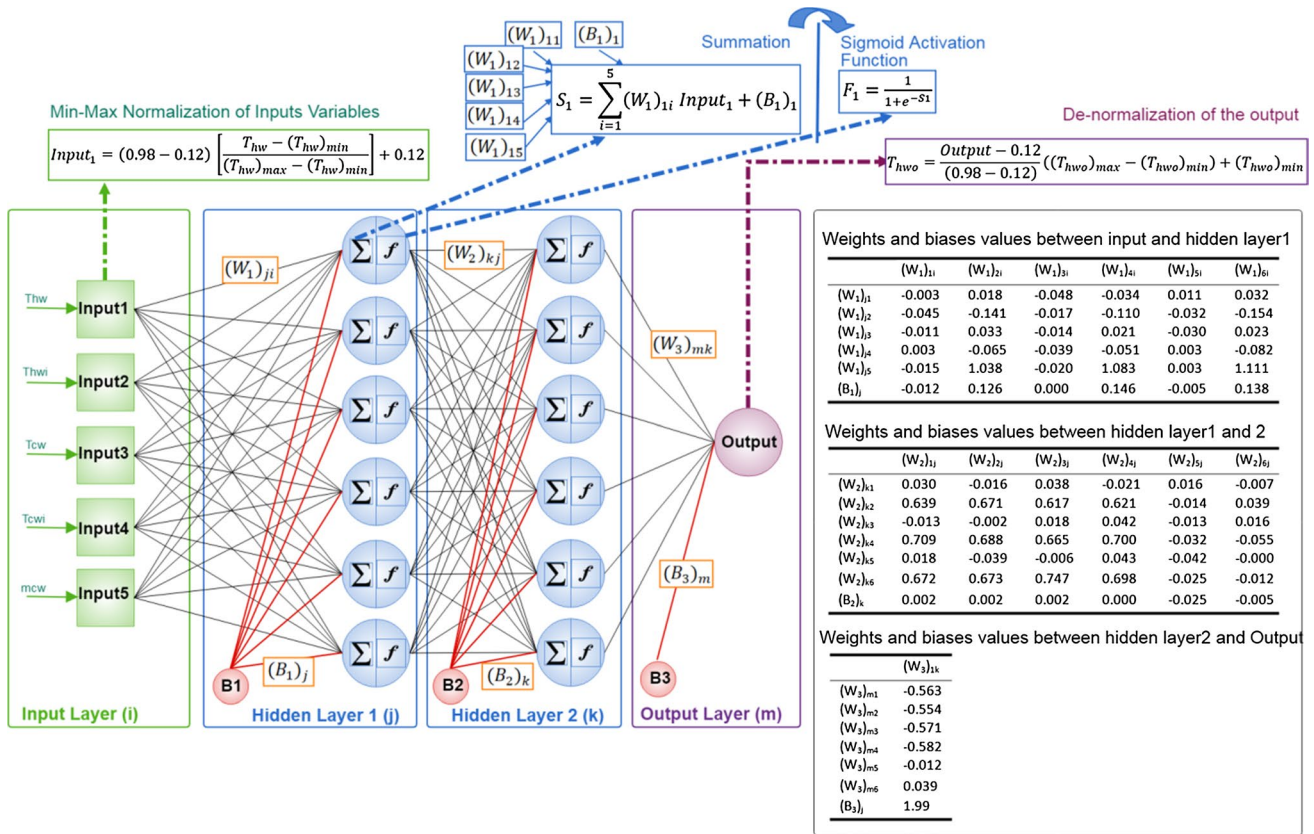 (W₁)₁₁
(B₁)₁
(W₁)₁₂
(W₁)₁₃
(W₁)₁₄
(W₁)₁₅
S₁ = ∑⁵ᵢ₌₁ (W₁)₁ᵢ Input₁ + (B₁)₁
Summation
Sigmoid Activation
Function
F₁ = 1 / (1+e^(−S₁))
Min-Max Normalization of Inputs Variables
Input₁ = (0.98 − 0.12) [(T_hw − (T_hw)_min) / ((T_hw)_max − (T_hw)_min)] + 0.12
De-normalization of the output
T_hwo = (Output − 0.12) / (0.98 − 0.12) ((T_hwo)_max − (T_hwo)_min) + (T_hwo)_min
Thw
Input1
Thwi
Input2
Tcw
Input3
Tcwi
Input4
mcw
Input5
Input Layer (i)
(W₁)ⱼᵢ
∑ f
∑ f
∑ f
∑ f
∑ f
∑ f
B1
(B₁)ⱼ
Hidden Layer 1 (j)
(W₂)ₖⱼ
∑ f
∑ f
∑ f
∑ f
∑ f
∑ f
B2
(B₂)ₖ
Hidden Layer 2 (k)
(W₃)ₘₖ
Output
(B₃)ₘ
B3
Output Layer (m)
Weights and biases values between input and hidden layer1
(W₁)₁ᵢ (W₁)₂ᵢ (W₁)₃ᵢ (W₁)₄ᵢ (W₁)₅ᵢ (W₁)₆ᵢ
(W₁)ⱼ₁ -0.003 0.018 -0.048 -0.034 0.011 0.032
(W₁)ⱼ₂ -0.045 -0.141 -0.017 -0.110 -0.032 -0.154
(W₁)ⱼ₃ -0.011 0.033 -0.014 0.021 -0.030 0.023
(W₁)ⱼ₄ 0.003 -0.065 -0.039 -0.051 0.003 -0.082
(W₁)ⱼ₅ -0.015 1.038 -0.020 1.083 0.003 1.111
(B₁)ⱼ -0.012 0.126 0.000 0.146 -0.005 0.138
Weights and biases values between hidden layer1 and 2
(W₂)₁ⱼ (W₂)₂ⱼ (W₂)₃ⱼ (W₂)₄ⱼ (W₂)₅ⱼ (W₂)₆ⱼ
(W₂)ₖ₁ 0.030 -0.016 0.038 -0.021 0.016 -0.007
(W₂)ₖ₂ 0.639 0.671 0.617 0.621 -0.014 0.039
(W₂)ₖ₃ -0.013 -0.002 0.018 0.042 -0.013 0.016
(W₂)ₖ₄ 0.709 0.688 0.665 0.700 -0.032 -0.055
(W₂)ₖ₅ 0.018 -0.039 -0.006 0.043 -0.042 -0.000
(W₂)ₖ₆ 0.672 0.673 0.747 0.698 -0.025 -0.012
(B₂)ₖ 0.002 0.002 0.002 0.000 -0.025 -0.005
Weights and biases values between hidden layer2 and Output
(W₃)₁ₖ
(W₃)ₘ₁ -0.563
(W₃)ₘ₂ -0.554
(W₃)ₘ₃ -0.571
(W₃)ₘ₄ -0.582
(W₃)ₘ₅ -0.012
(W₃)ₘ₆ 0.039
(B₃)ⱼ 1.99